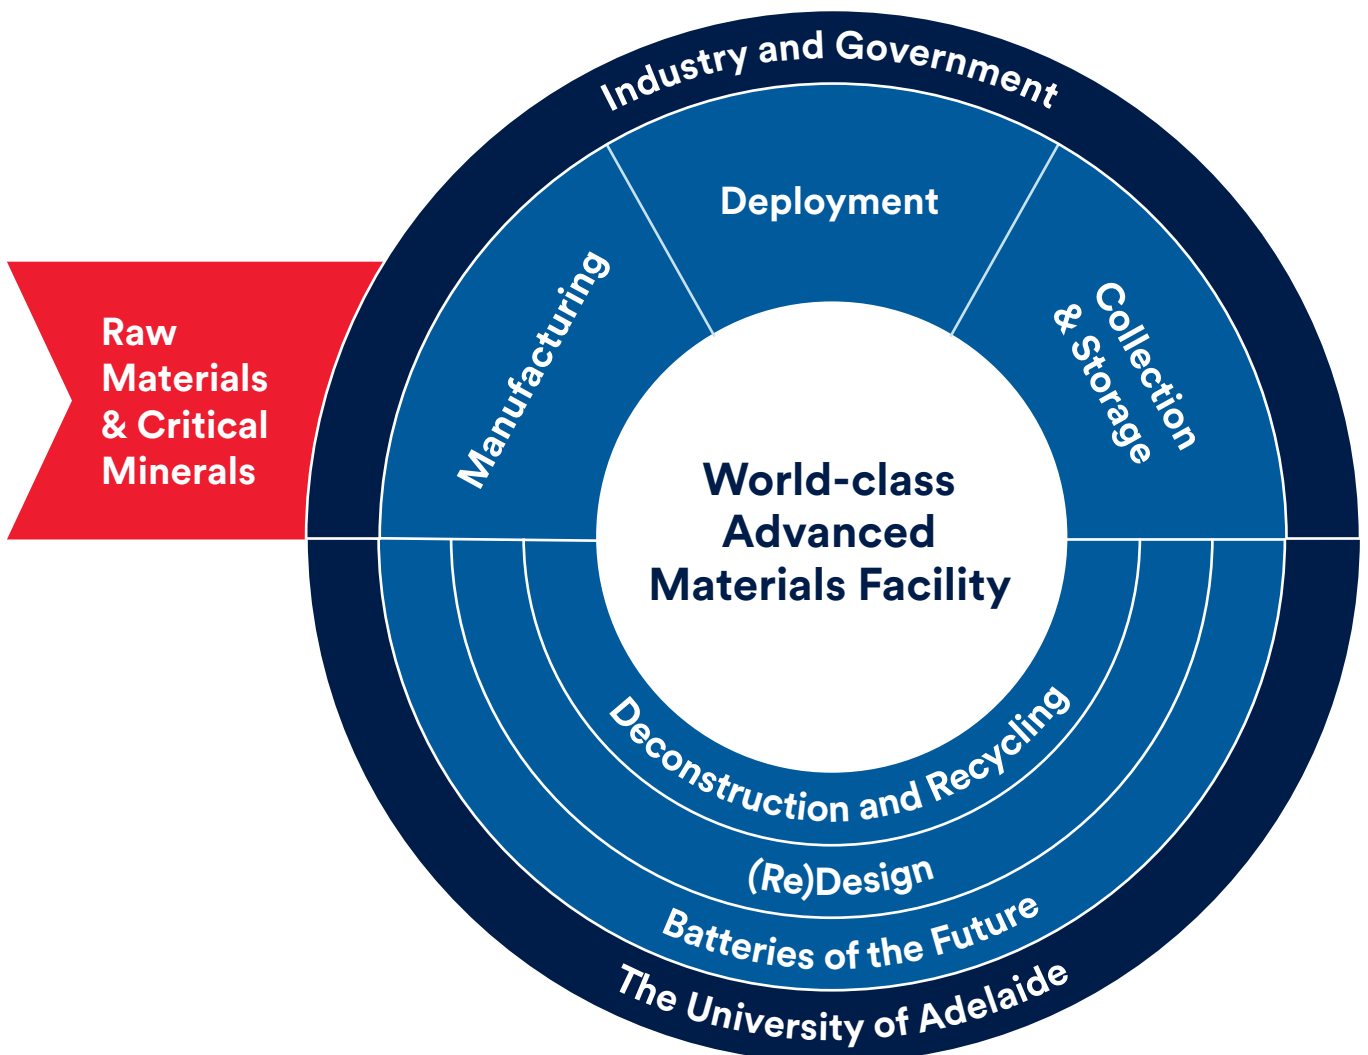 Industry and Government
Deployment
Manufacturing
Collection
& Storage
Raw
Materials
& Critical
Minerals
World-class
Advanced
Materials Facility
Deconstruction and Recycling
(Re)Design
Batteries of the Future
The University of Adelaide